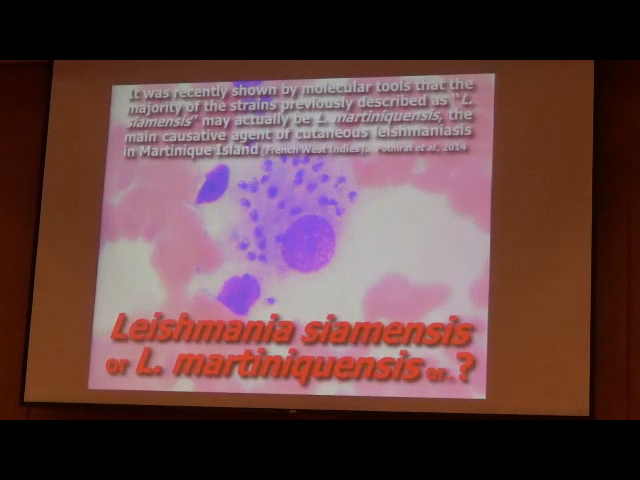 It was recently shown by molecular tools that the
majority of the strains previously described as "L.
siamensis" may actually be L. martiniquensis, the
main causative agent of cutaneous leishmaniasis
in Martinique Island (French West Indies). Pothirat et al., 2014
Leishmania siamensis
or L. martiniquensis or ?